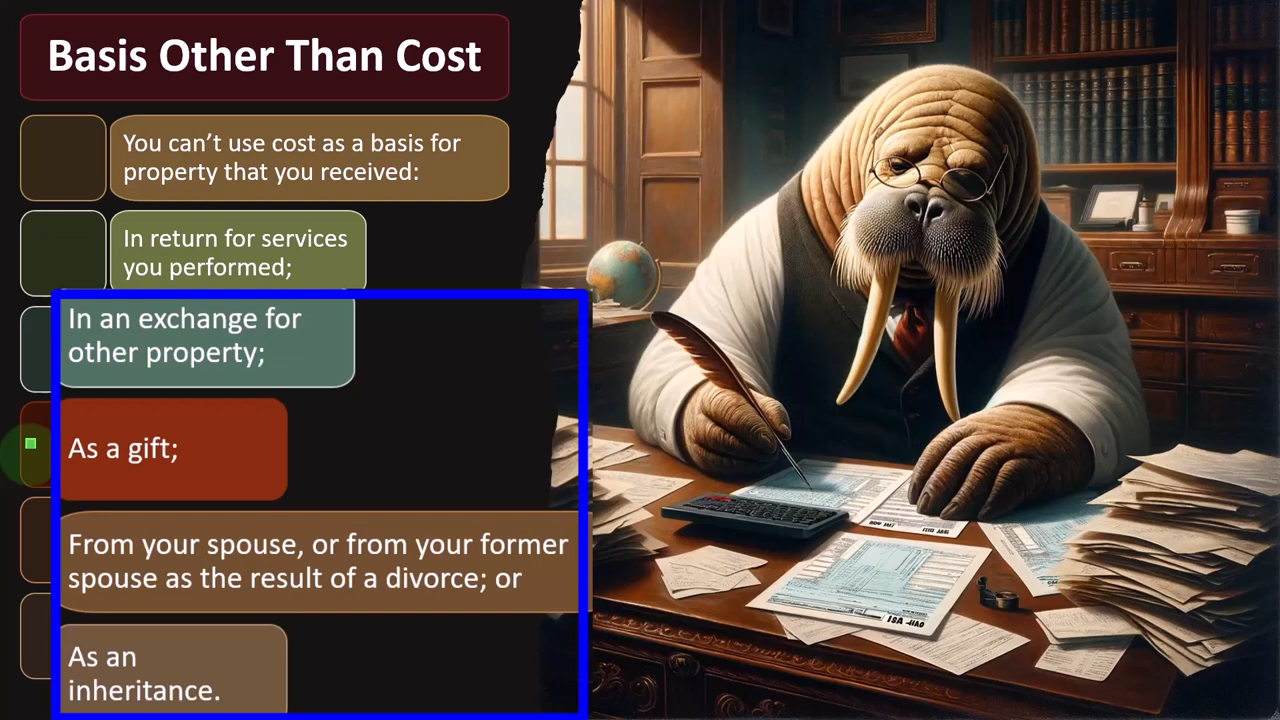 Basis Other Than Cost
You can’t use cost as a basis for
property that you received:
In return for services
you performed;
In an exchange for
other property;
As a gift;
From your spouse, or from your former
spouse as the result of a divorce; or
As an
inheritance.